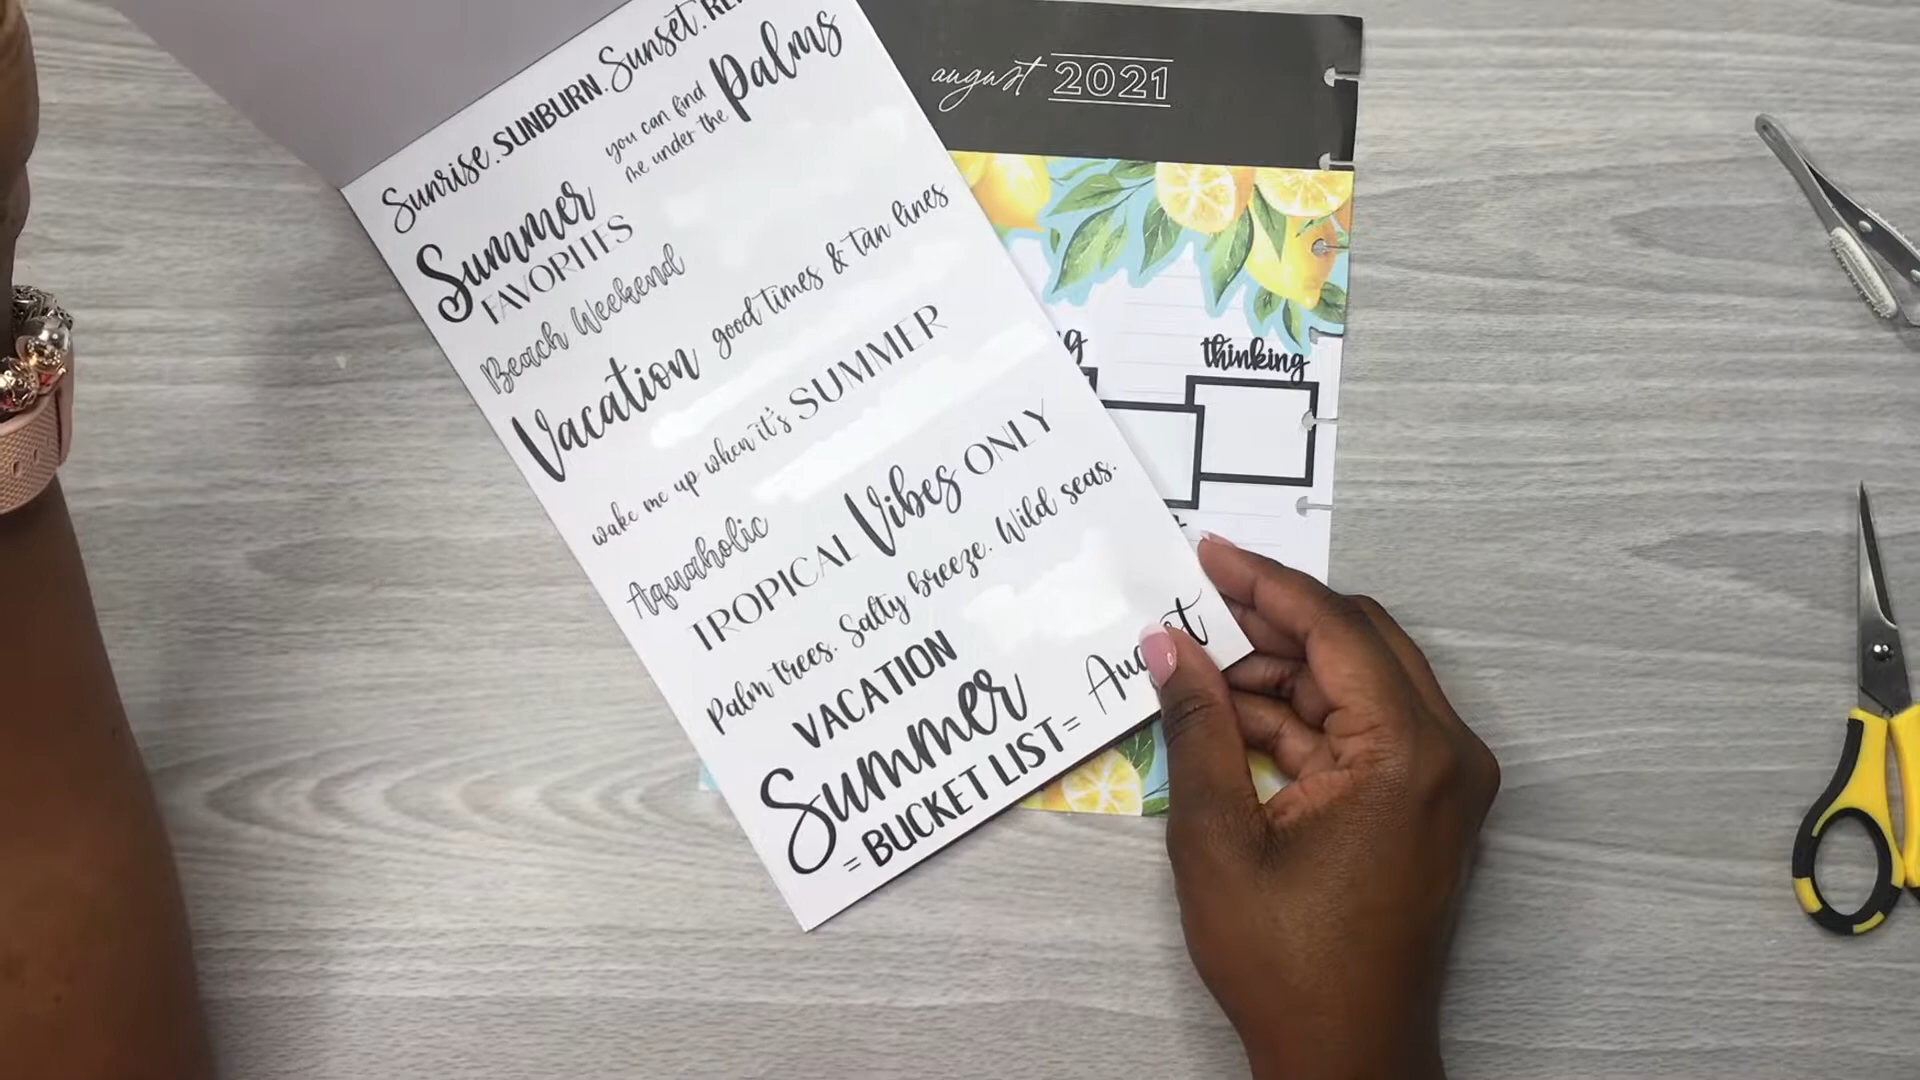 Sunrise. SUNBURN. Sunset.
you can find
me under the
Palms
Summer
FAVORITES
Beach Weekend
good times & tan lines
Vacation
wake me up when it's SUMMER
Aquaholic
TROPICAL Vibes ONLY
Palm trees. Salty breeze. Wild seas.
VACATION
Summer
= BUCKET LIST =
august 2021
thinking